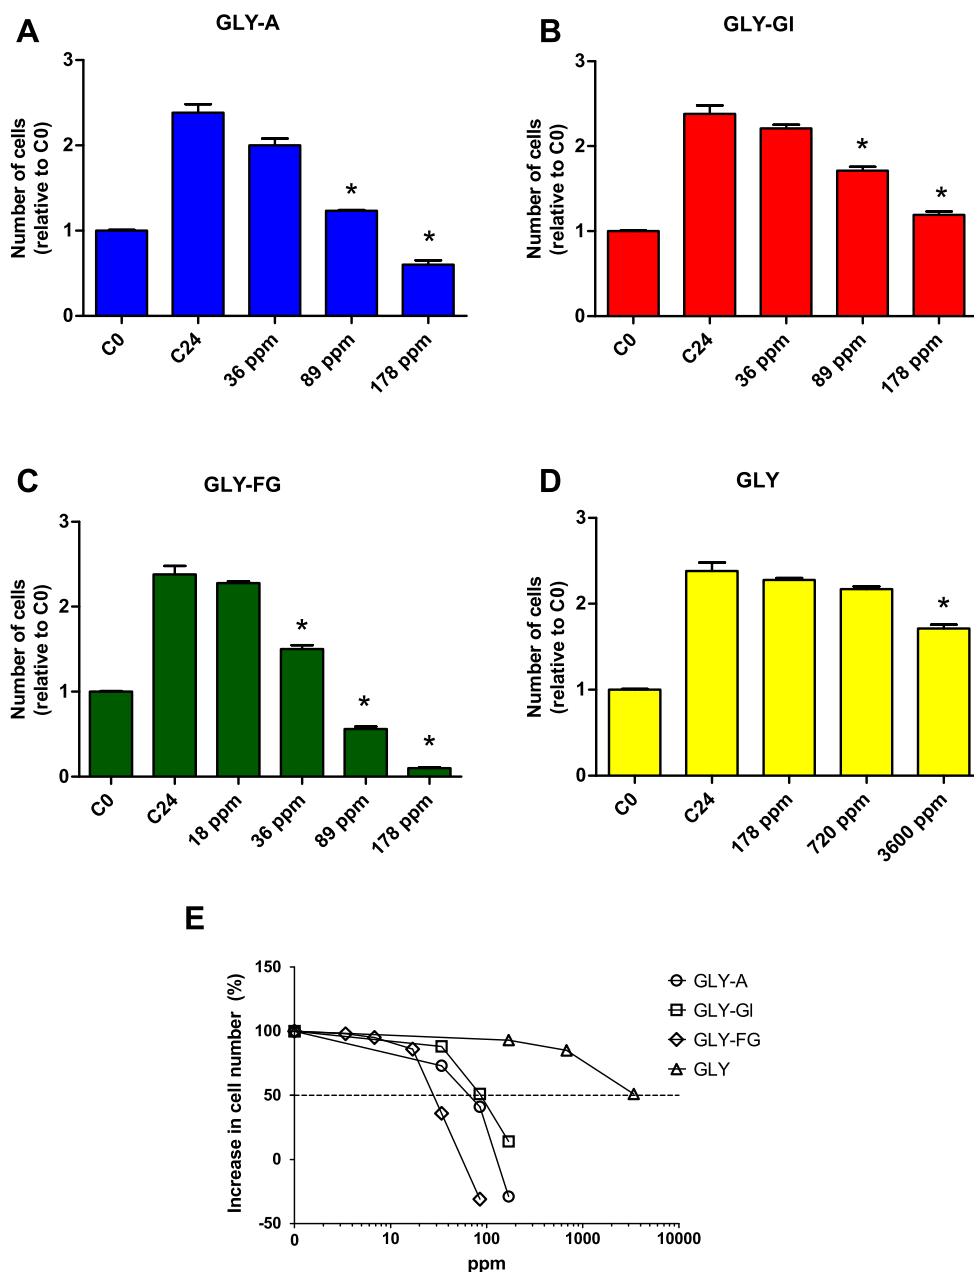 A
GLY-A
Number of cells
(relative to C0)
3
2
1
0
*
*
C0
C24
36 ppm
89 ppm
178 ppm
B
GLY-GI
Number of cells
(relative to C0)
3
2
1
0
*
*
C0
C24
36 ppm
89 ppm
178 ppm
C
GLY-FG
Number of cells
(relative to C0)
3
2
1
0
*
*
*
C0
C24
18 ppm
36 ppm
89 ppm
178 ppm
D
GLY
Number of cells
(relative to C0)
3
2
1
0
*
C0
C24
178 ppm
720 ppm
3600 ppm
E
Increase in cell number (%)
150
100
50
0
-50
0
10
100
1000
10000
ppm
GLY-A
GLY-GI
GLY-FG
GLY